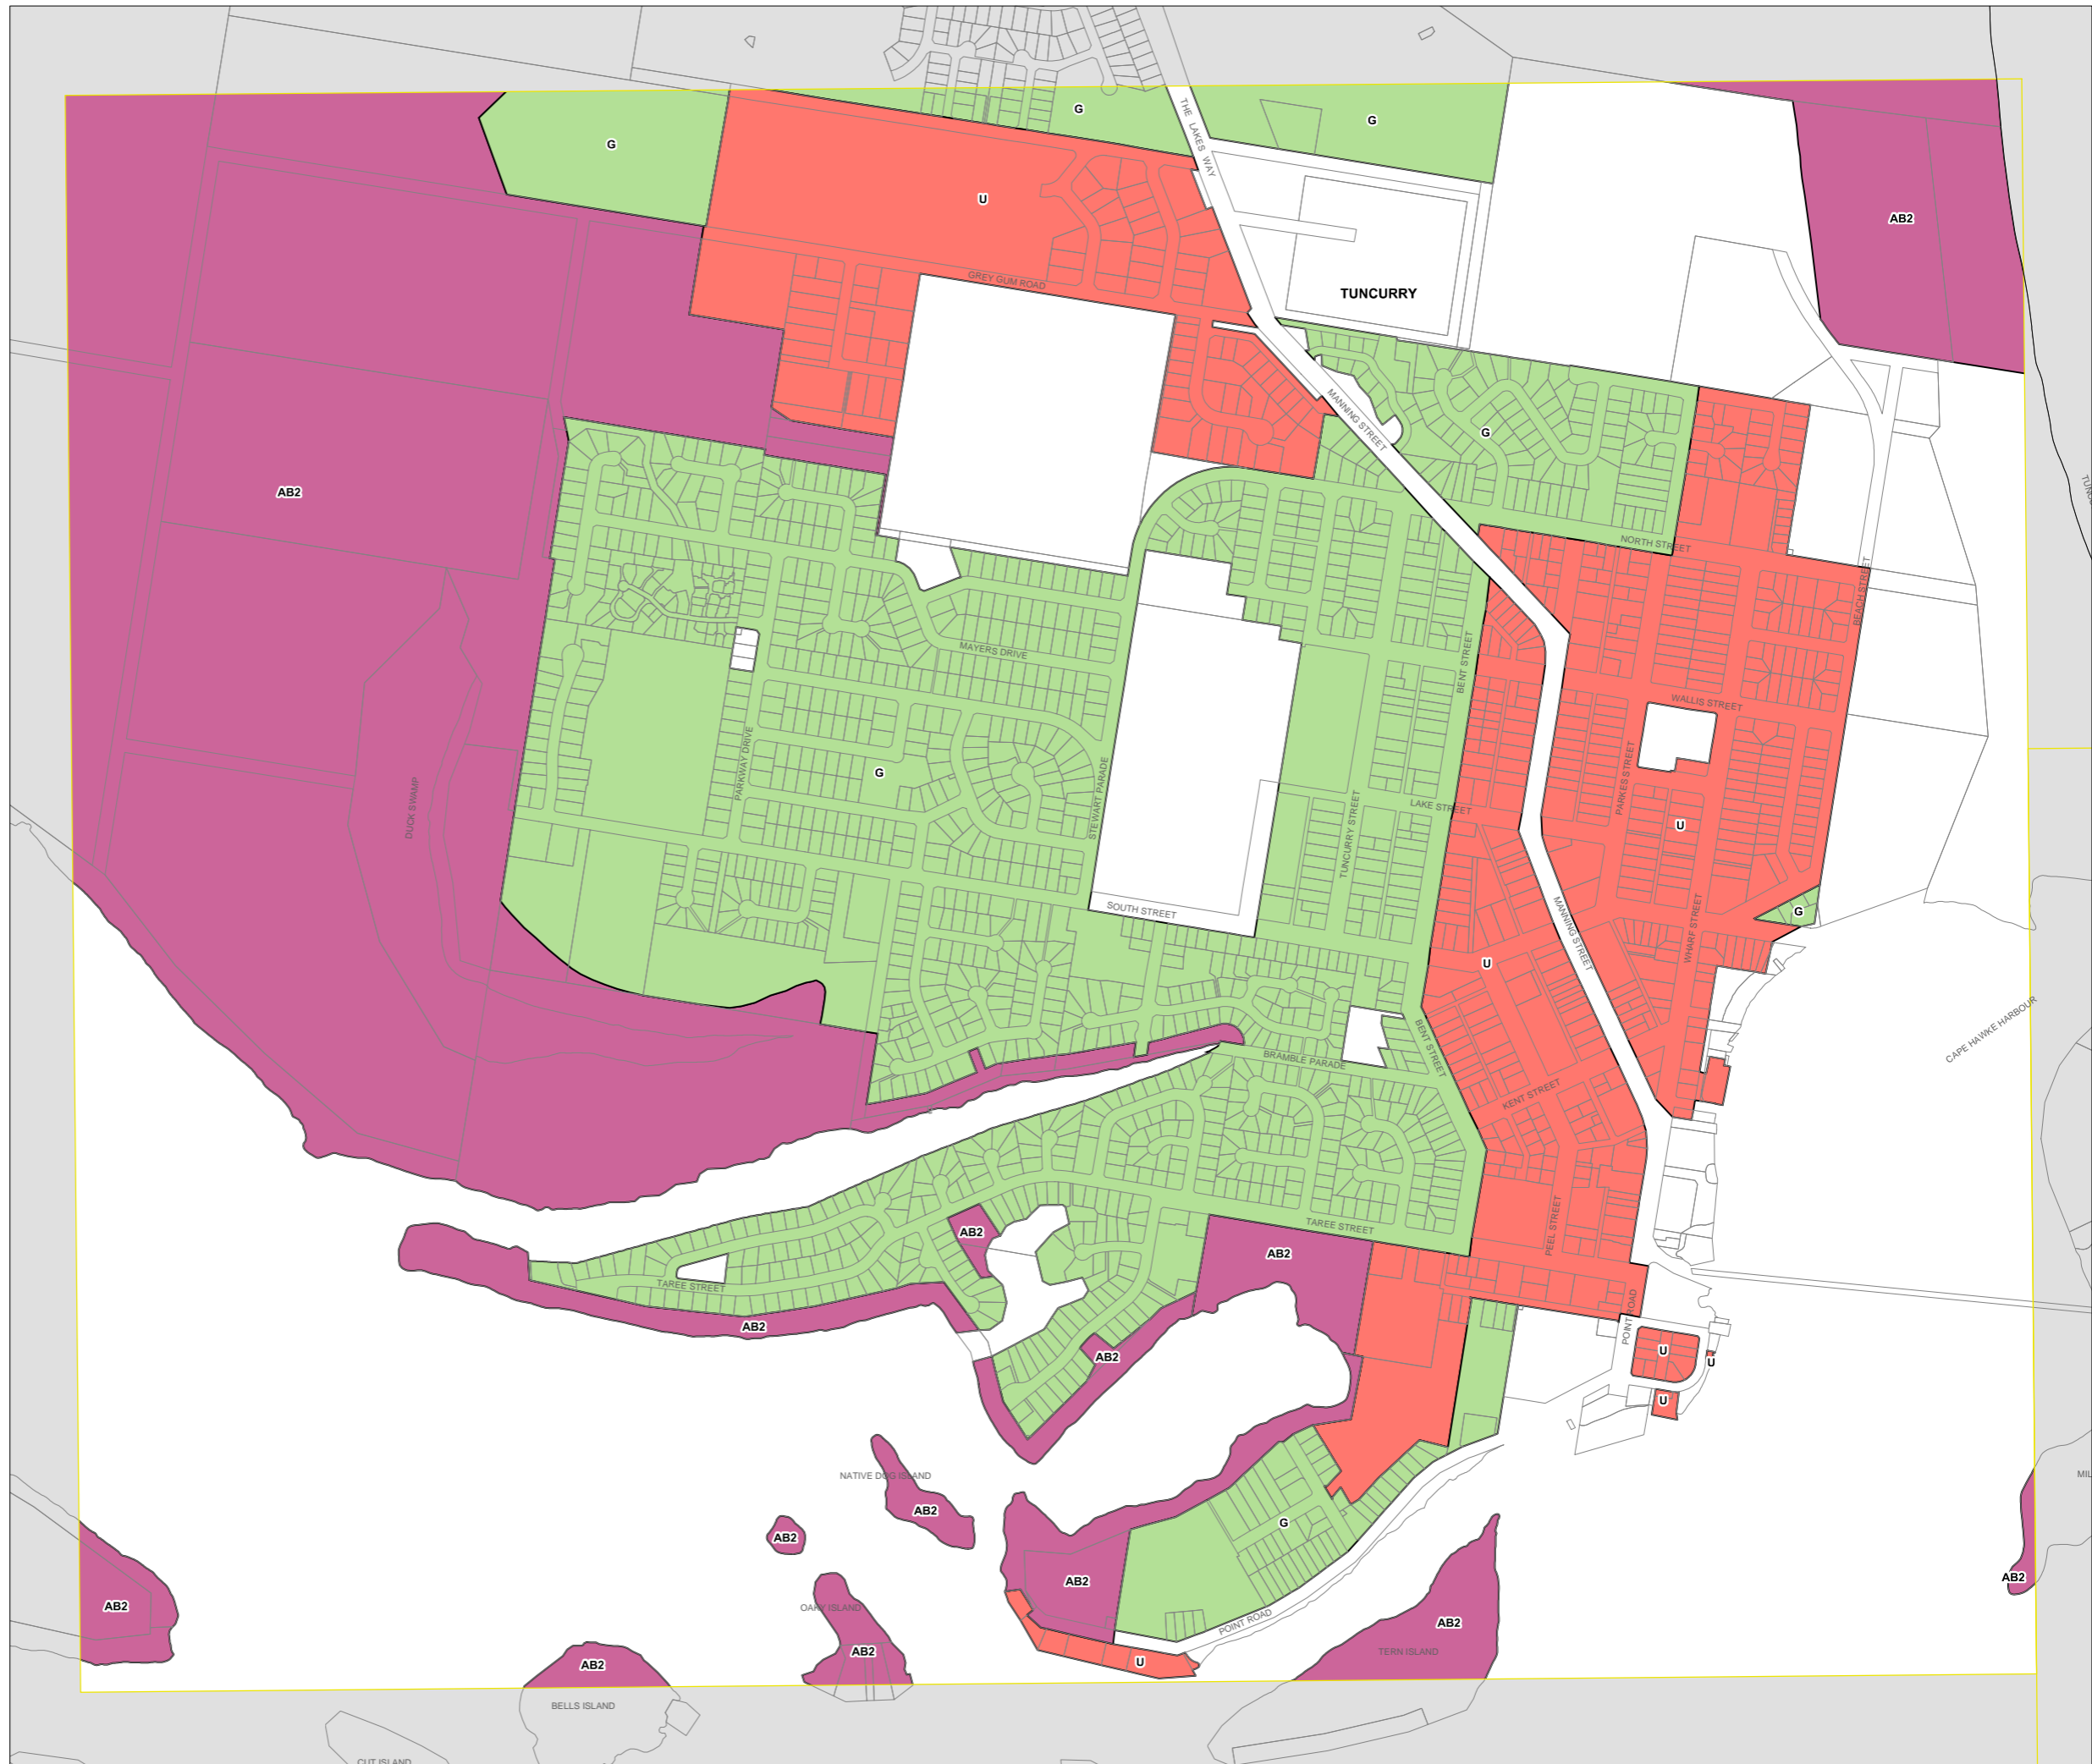 G
G
G
THE LAKES WAY
U
AB2
GREY GUM ROAD
TUNCURRY
MANNING STREET
G
AB2
NORTH STREET
BEACH STREET
MAYERS DRIVE
BENT STREET
WALLIS STREET
PARKWAY DRIVE
G
STEWART PARADE
DUCK SWAMP
TUNCURRY STREET
LAKE STREET
PARKES STREET
U
SOUTH STREET
G
MANNING STREET
WHARF STREET
U
CAPE HAWKE HARBOUR
BENT STREET
BRAMBLE PARADE
KENT STREET
PEEL STREET
TAREE STREET
AB2
AB2
TAREE STREET
AB2
AB2
POINT ROAD
U
U
U
NATIVE DOG ISLAND
AB2
AB2
G
AB2
AB2
AB2
OAKY ISLAND
AB2
POINT ROAD
AB2
TERN ISLAND
U
AB2
BELLS ISLAND
CUT ISLAND
MIL